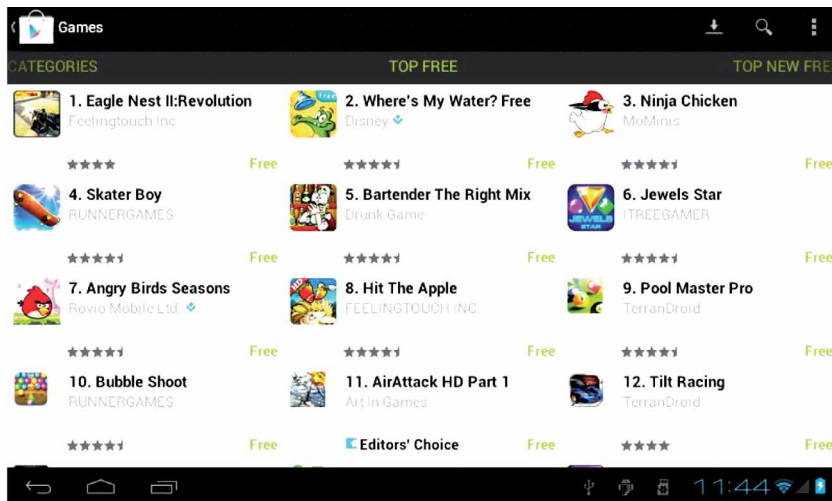 Games
CATEGORIES TOP FREE TOP NEW FREE
1. Eagle Nest II:Revolution
Feelingtouch Inc
Free
2. Where's My Water? Free
Disney
Free
3. Ninja Chicken
MoMinis
Free
4. Skater Boy
RUNNERGAMES
Free
5. Bartender The Right Mix
Drunk Game
Free
6. Jewels Star
ITREEGAMER
JEWELS
STAR
Free
7. Angry Birds Seasons
Rovio Mobile Ltd.
Free
8. Hit The Apple
FEELINGTOUCH INC.
Free
9. Pool Master Pro
TerranDroid
Free
10. Bubble Shoot
RUNNERGAMES
Free
11. AirAttack HD Part 1
Art In Games
Editors' Choice
Free
12. Tilt Racing
TerranDroid
Free
11:44